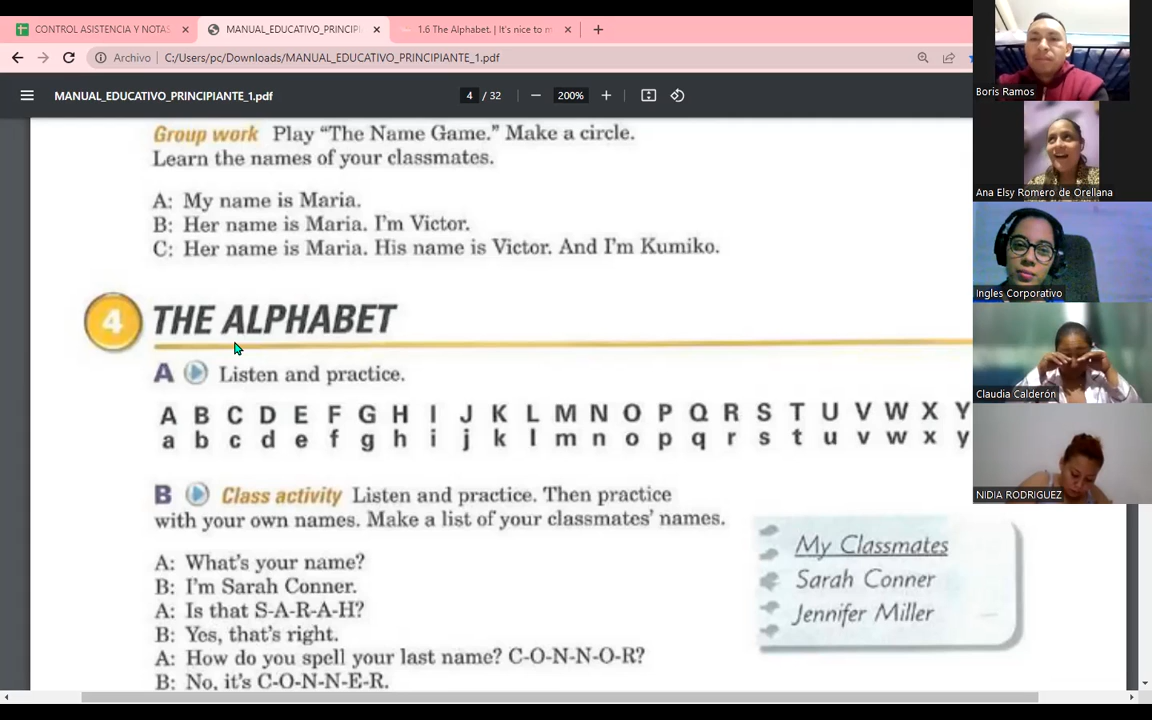 CONTROL ASISTENCIA Y NOTAS
MANUAL_EDUCATIVO_PRINCIPI
1.6 The Alphabet. | It's nice to m
Archivo
C:/Users/pc/Downloads/MANUAL_EDUCATIVO_PRINCIPIANTE_1.pdf
MANUAL_EDUCATIVO_PRINCIPIANTE_1.pdf
4 / 32
200%
Group work Play “The Name Game.” Make a circle.
Learn the names of your classmates.
A: My name is Maria.
B: Her name is Maria. I'm Victor.
C: Her name is Maria. His name is Victor. And I'm Kumiko.
4 THE ALPHABET
A Listen and practice.
A B C D E F G H I J K L M N O P Q R S T U V W X Y
a b c d e f g h i j k l m n o p q r s t u v w x y
B Class activity Listen and practice. Then practice
with your own names. Make a list of your classmates' names.
A: What's your name?
B: I'm Sarah Conner.
A: Is that S-A-R-A-H?
B: Yes, that's right.
A: How do you spell your last name? C-O-N-N-O-R?
B: No, it's C-O-N-N-E-R.
My Classmates
Sarah Conner
Jennifer Miller
Boris Ramos
Ana Elsy Romero de Orellana
Ingles Corporativo
Claudia Calderón
NIDIA RODRIGUEZ